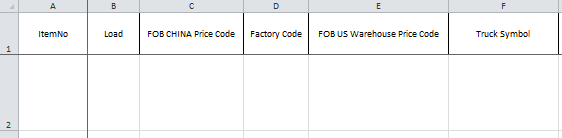 A B C D E F
1 ItemNo Load FOB CHINA Price Code Factory Code FOB US Warehouse Price Code Truck Symbol
2